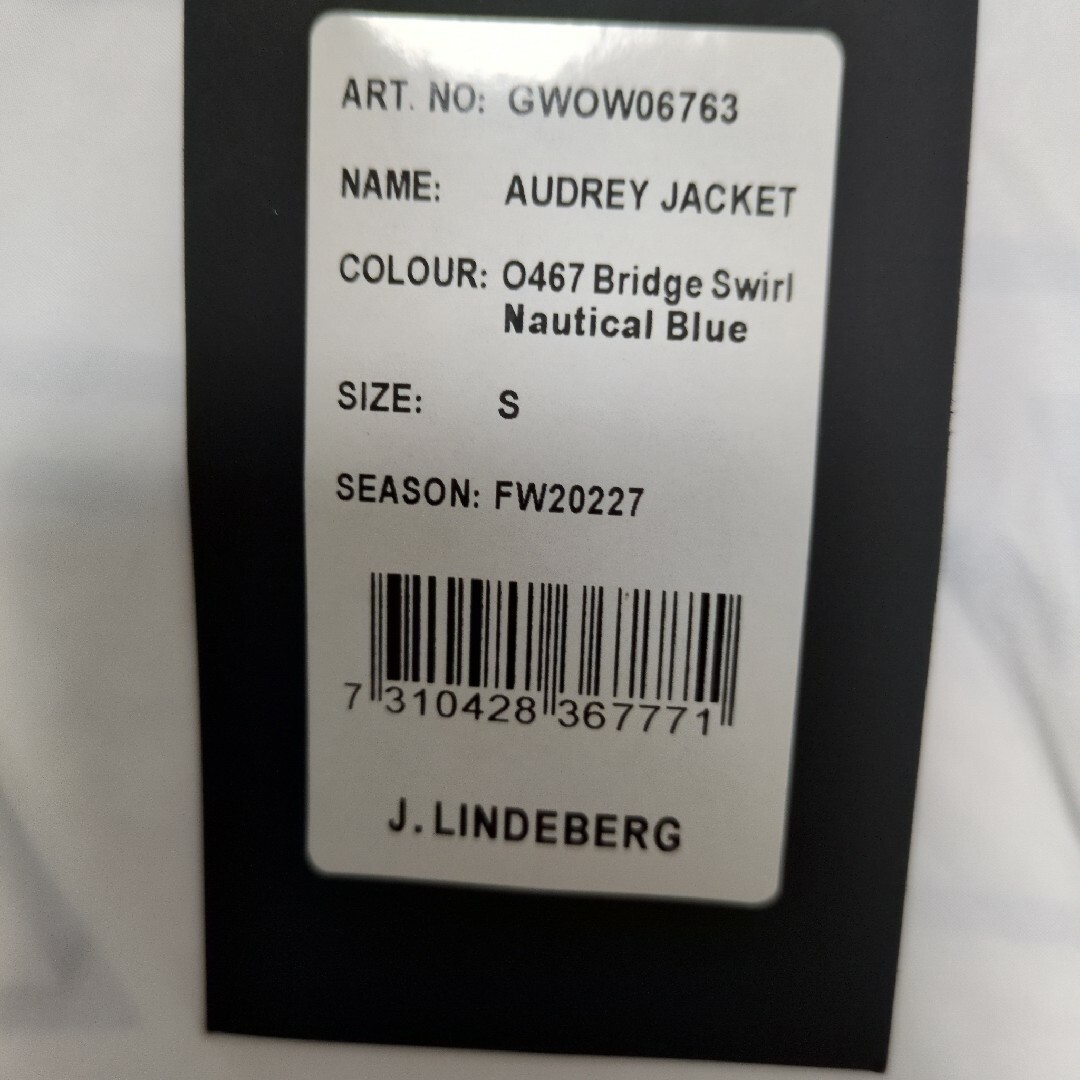 ART. NO: GWOW06763
NAME: AUDREY JACKET
COLOUR: O467 Bridge Swirl
Nautical Blue
SIZE: S
SEASON: FW20227
7 310428 367771
J. LINDEBERG